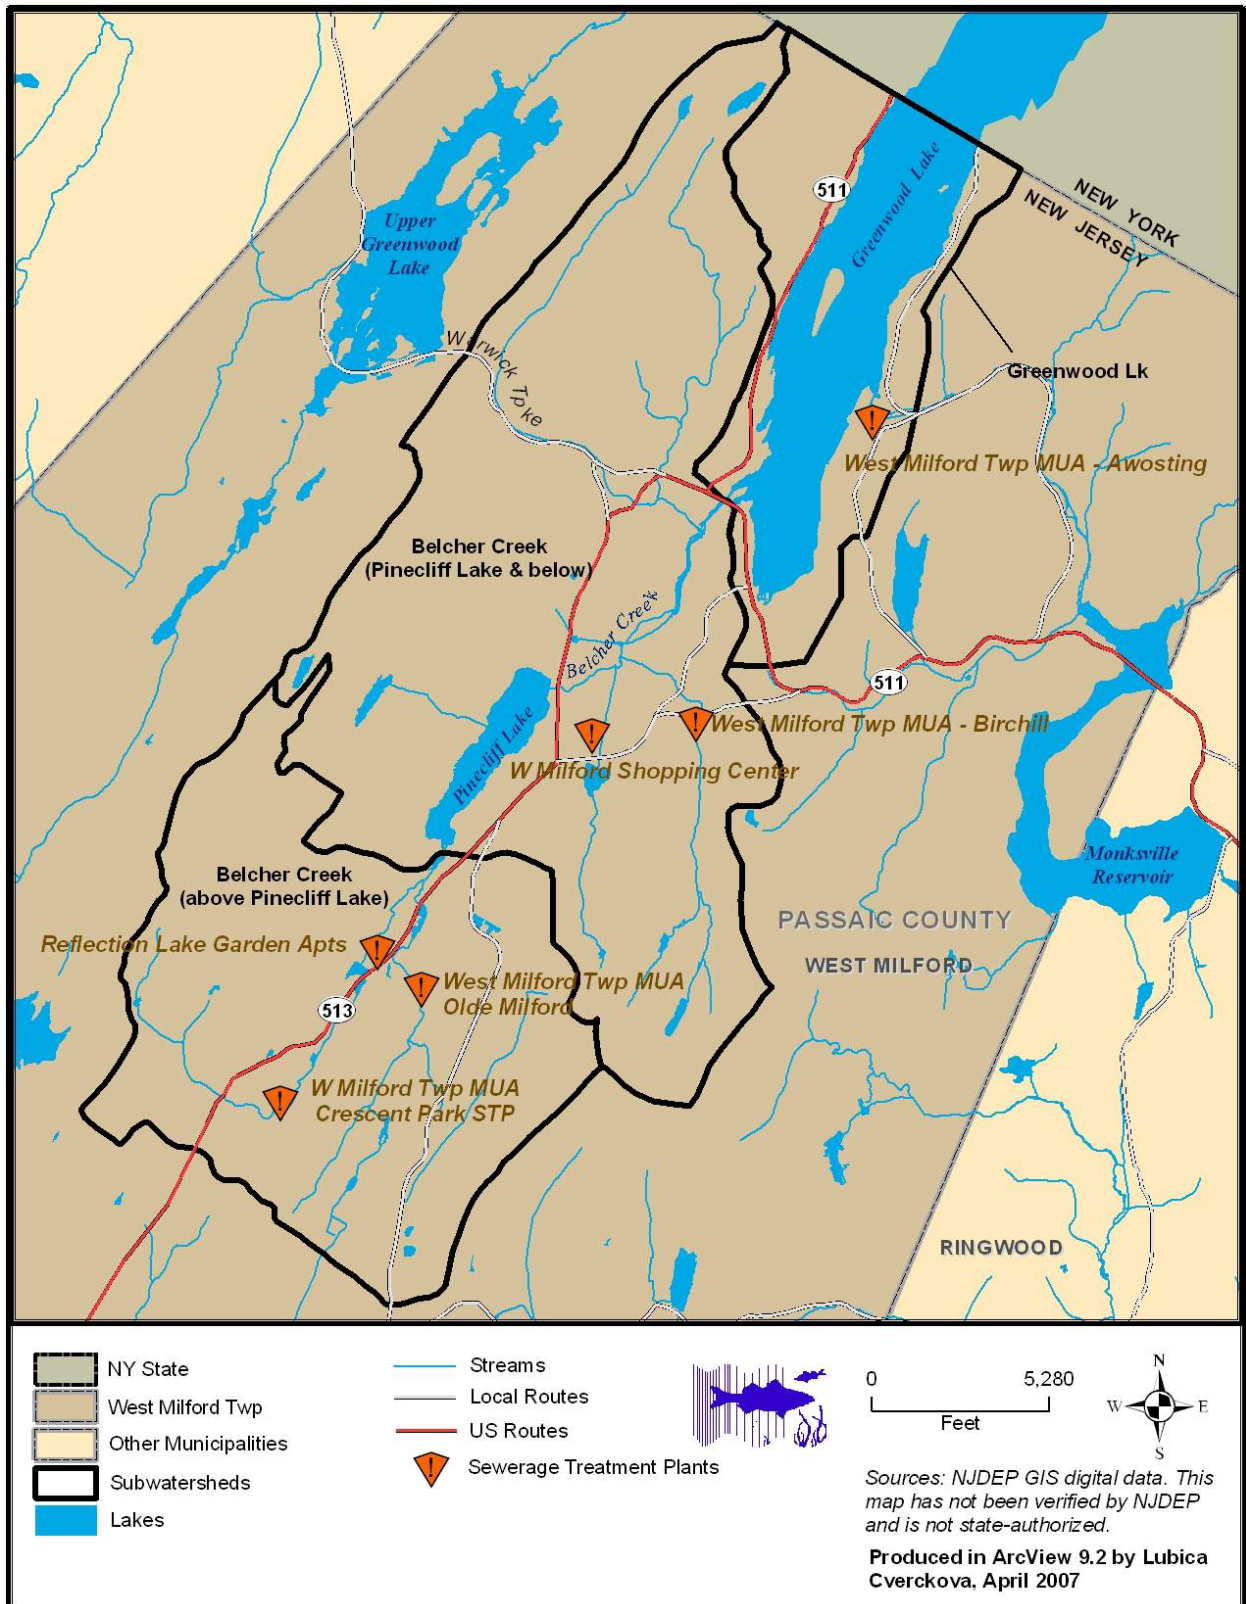 Upper
Greenwood
Lake
511
Greenwood Lake
NEW YORK
NEW JERSEY
Warwick Tpke
Greenwood Lk
West Milford Twp MUA - Awosting
Belcher Creek
(Pinecliff Lake & below)
Belcher Creek
511
Pinecliff Lake
West Milford Twp MUA - Birchill
W Milford Shopping Center
Monksville
Reservoir
Belcher Creek
(above Pinecliff Lake)
PASSAIC COUNTY
WEST MILFORD
Reflection Lake Garden Apts
West Milford Twp MUA
Olde Milford
513
W Milford Twp MUA
Crescent Park STP
RINGWOOD
NY State
West Milford Twp
Other Municipalities
Subwatersheds
Lakes
Streams
Local Routes
US Routes
Sewerage Treatment Plants
0 5,280
Feet
N
W E
S
Sources: NJDEP GIS digital data. This
map has not been verified by NJDEP
and is not state-authorized.
Produced in ArcView 9.2 by Lubica
Cverckova, April 2007